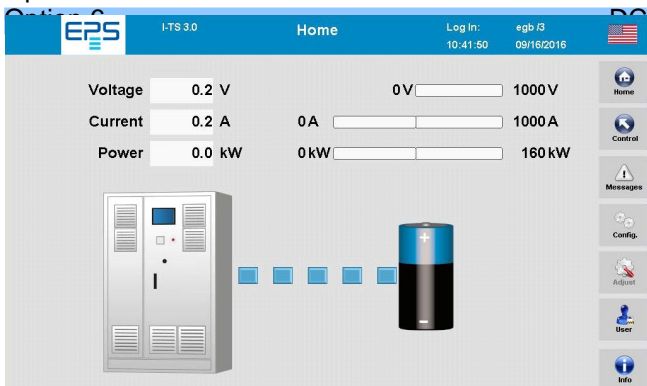 EPS
I-TS 3.0
Home
Log In:
egb /3
10:41:50
09/16/2016
Voltage 0.2 V 0 V 1000 V
Current 0.2 A 0 A 1000 A
Power 0.0 kW 0 kW 160 kW
Home
Control
Messages
Config.
Adjust
User
Info
+
-